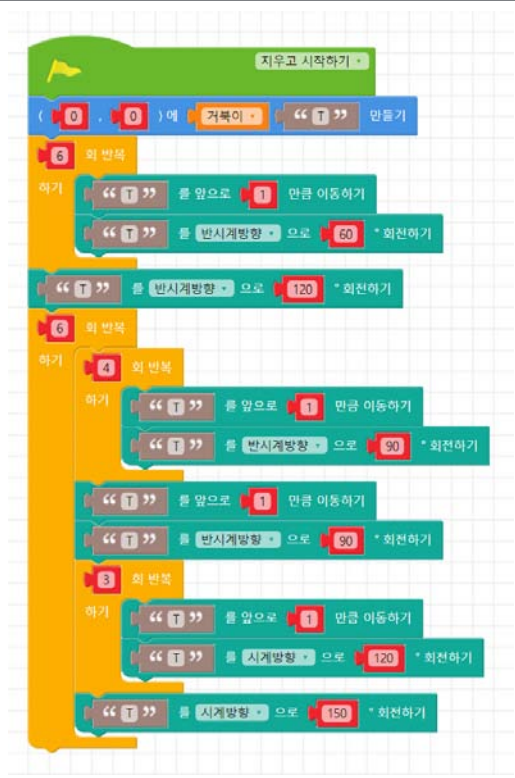 지우고 시작하기
( 0 , 0 ) 에 거북이 “ T ” 만들기
6 회 반복
하기 “ T ” 를 앞으로 1 만큼 이동하기
“ T ” 를 반시계방향 으로 60 ° 회전하기
“ T ” 를 반시계방향 으로 120 ° 회전하기
6 회 반복
하기 4 회 반복
하기 “ T ” 를 앞으로 1 만큼 이동하기
“ T ” 를 반시계방향 으로 90 ° 회전하기
“ T ” 를 앞으로 1 만큼 이동하기
“ T ” 를 반시계방향 으로 90 ° 회전하기
3 회 반복
하기 “ T ” 를 앞으로 1 만큼 이동하기
“ T ” 를 시계방향 으로 120 ° 회전하기
“ T ” 를 시계방향 으로 150 ° 회전하기